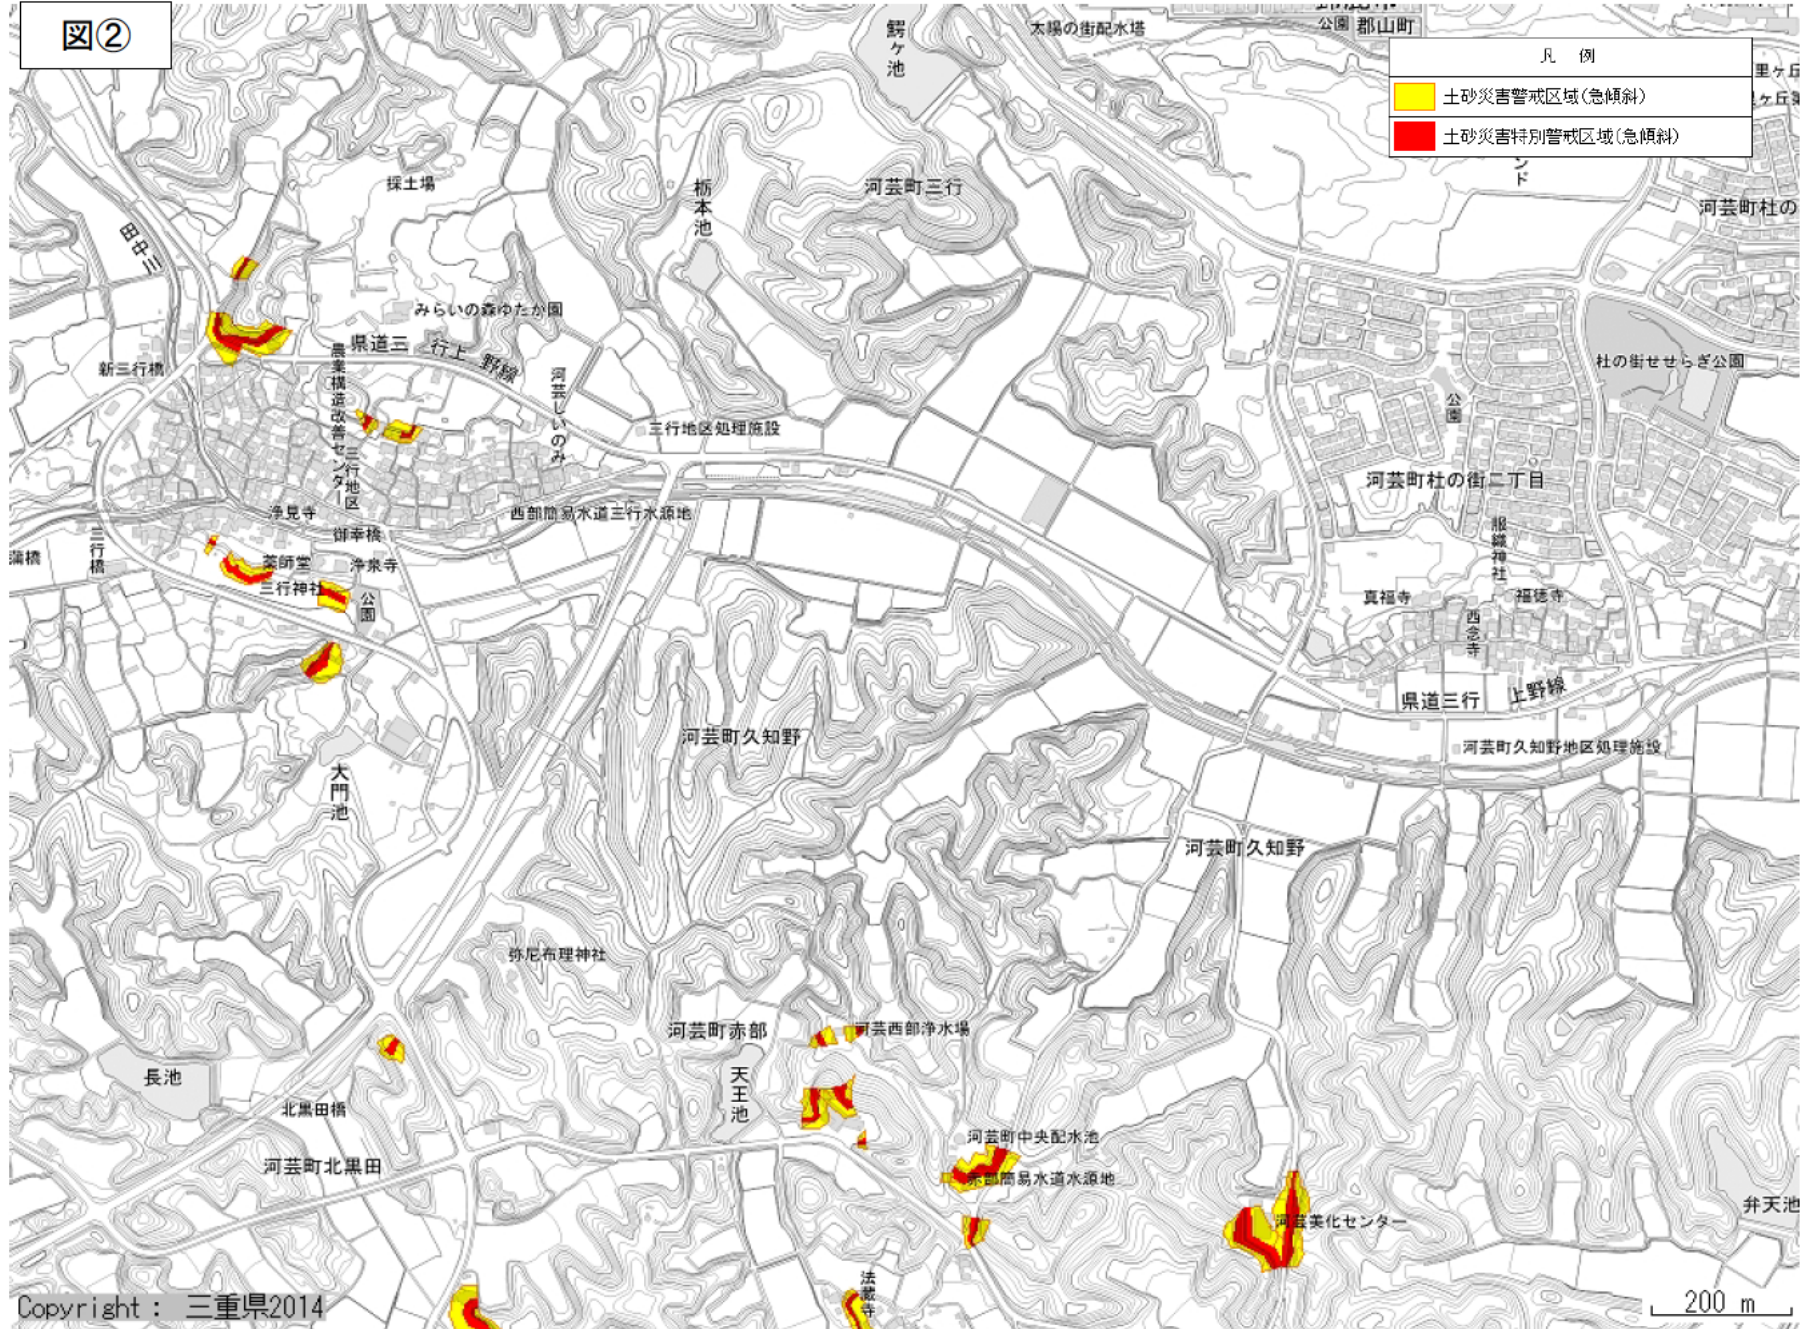 図②
鰐ヶ池
太陽の街配水塔
公園
郡山町
凡 例
土砂災害警戒区域(急傾斜)
土砂災害特別警戒区域(急傾斜)
里ヶ丘
ンド
河芸町杜の
採土場
栃本池
河芸町三行
田中川
みらいの森ゆたか園
県道三
行上野線
新三行橋
農業構造改善センター
河芸しいのみ
杜の街せせらぎ公園
公園
三行地区処理施設
三行地区
河芸町杜の街二丁目
浄見寺
西部簡易水道三行水源地
御幸橋
三行橋
蒲橋
薬師堂
浄泉寺
三行神社
公園
服織神社
真福寺
福徳寺
西念寺
県道三行
上野線
河芸町久知野
河芸町久知野地区処理施設
大門池
河芸町久知野
弥尼布理神社
河芸町赤部
河芸西部浄水場
長池
天王池
北黒田橋
河芸町中央配水池
河芸町北黒田
赤部簡易水道水源地
弁天池
河芸美化センター
法蔵寺
Copyright : 三重県2014
200 m